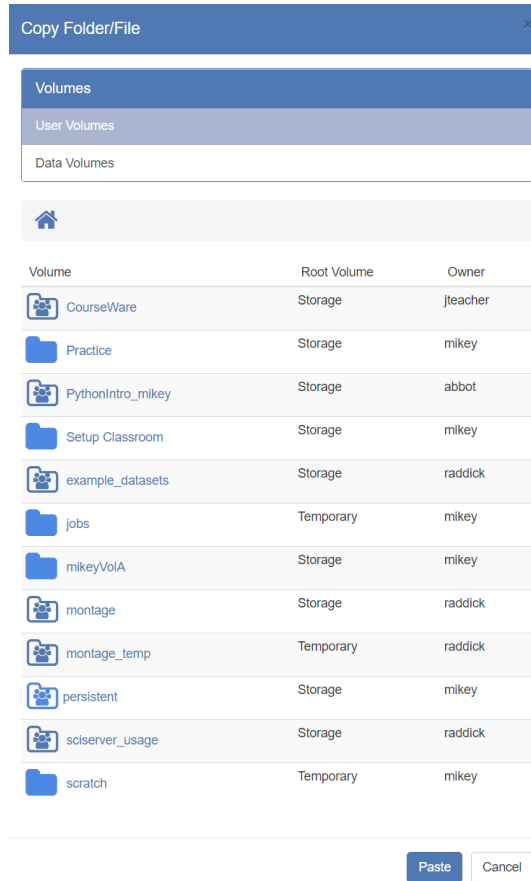 Copy Folder/File
Volumes
User Volumes
Data Volumes
Volume Root Volume Owner
CourseWare Storage jteacher
Practice Storage mikey
PythonIntro_mikey Storage abbot
Setup Classroom Storage mikey
example_datasets Storage raddick
jobs Temporary mikey
mikeyVolA Storage mikey
montage Storage raddick
montage_temp Temporary raddick
persistent Storage mikey
sciserver_usage Storage raddick
scratch Temporary mikey
Paste Cancel